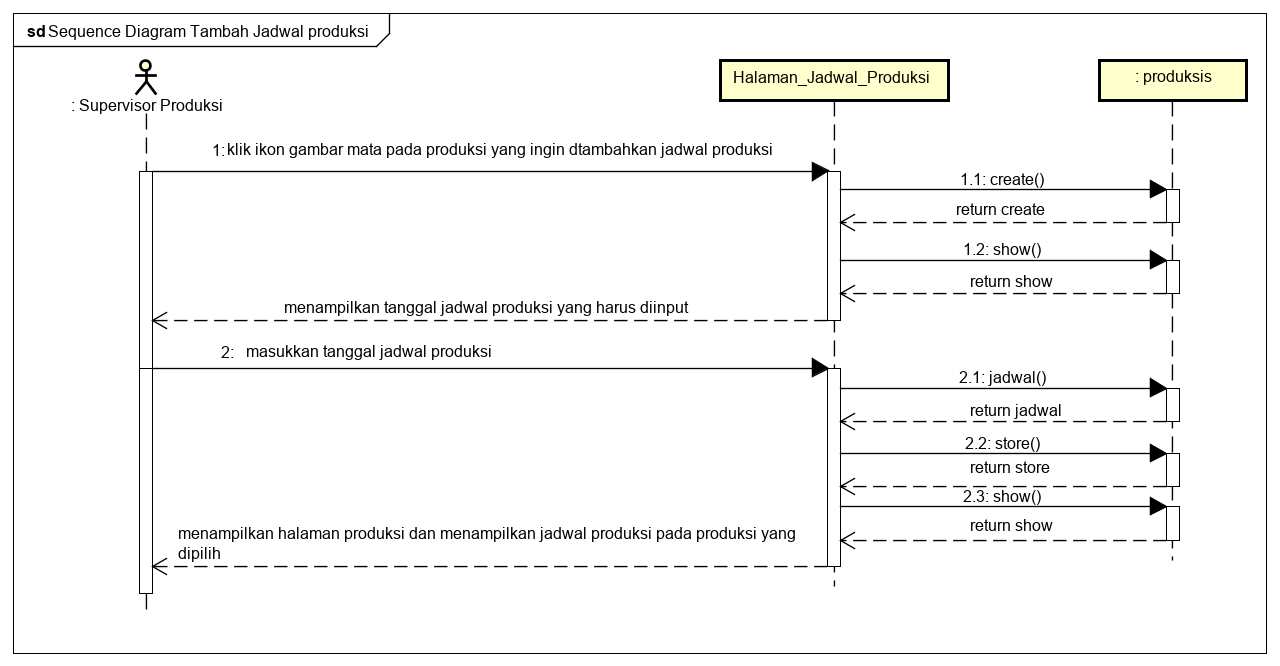 sd Sequence Diagram Tambah Jadwal produksi
: Supervisor Produksi
Halaman_Jadwal_Produksi
: produksis
1: klik ikon gambar mata pada produksi yang ingin dtambahkan jadwal produksi
1.1: create()
return create
1.2: show()
return show
menampilkan tanggal jadwal produksi yang harus diinput
2: masukkan tanggal jadwal produksi
2.1: jadwal()
return jadwal
2.2: store()
return store
2.3: show()
return show
menampilkan halaman produksi dan menampilkan jadwal produksi pada produksi yang
dipilih